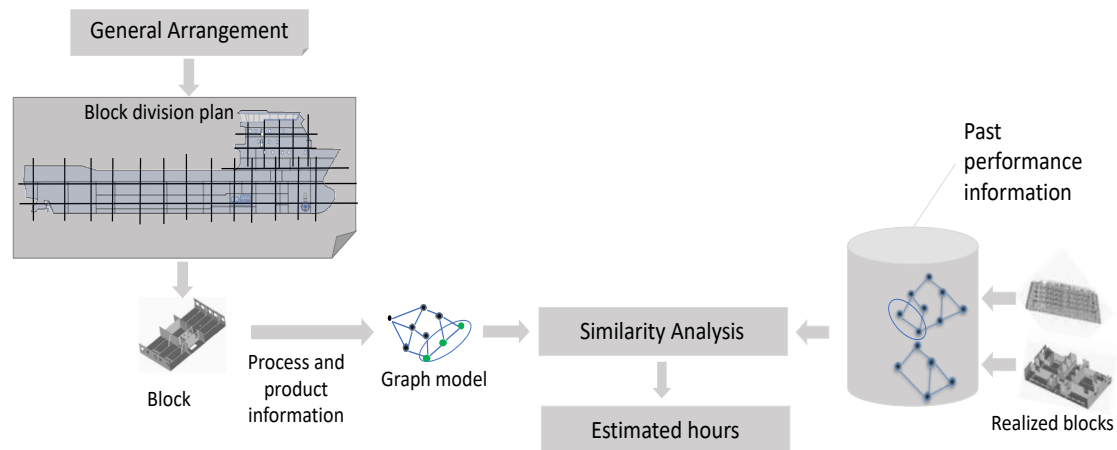 General Arrangement
Block division plan
Past
performance
information
Similarity Analysis
Process and
product
information
Graph model
Block
Estimated hours
Realized blocks